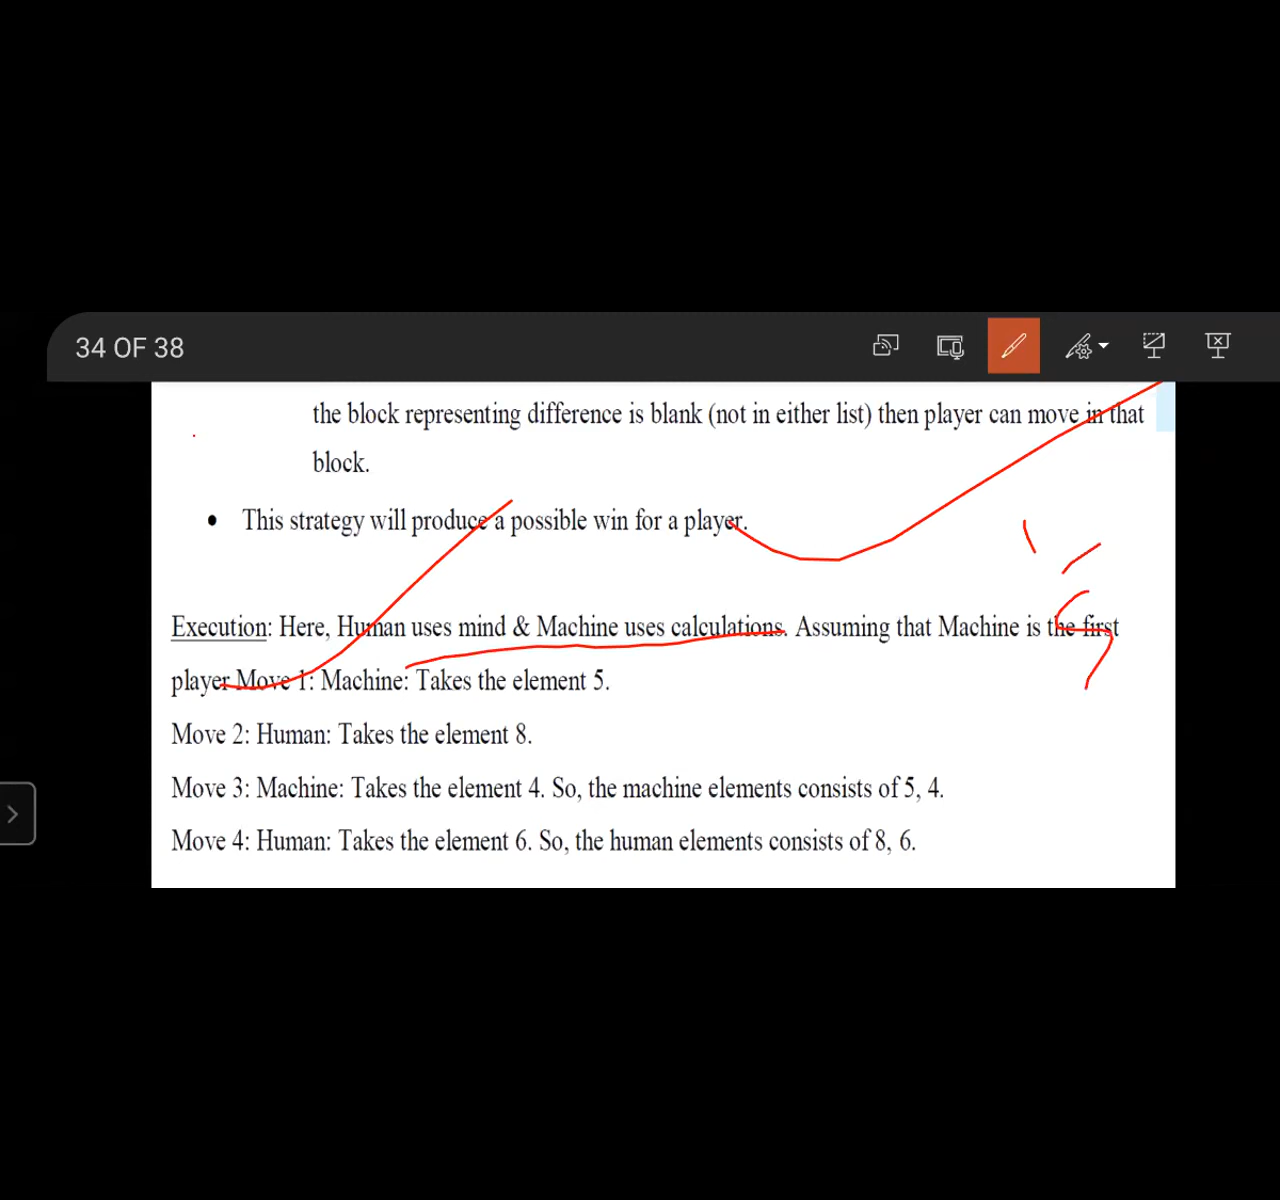 34 OF 38
the block representing difference is blank (not in either list) then player can move in that
block.
• This strategy will produce a possible win for a player.
Execution: Here, Human uses mind & Machine uses calculations. Assuming that Machine is the first
player Move 1: Machine: Takes the element 5.
Move 2: Human: Takes the element 8.
Move 3: Machine: Takes the element 4. So, the machine elements consists of 5, 4.
Move 4: Human: Takes the element 6. So, the human elements consists of 8, 6.